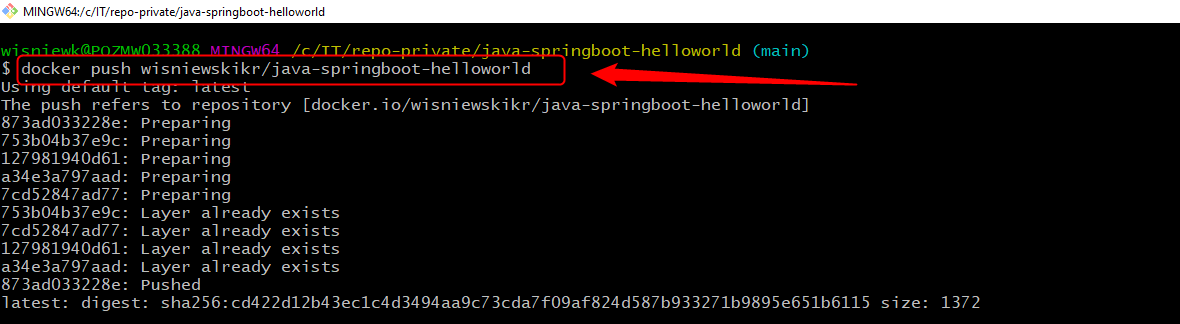 MINGW64:/c/IT/repo-private/java-springboot-helloworld
wisniewk@POZMW033388 MINGW64 /c/IT/repo-private/java-springboot-helloworld (main)
$ docker push wisniewskikr/java-springboot-helloworld
Using default tag: latest
The push refers to repository [docker.io/wisniewskikr/java-springboot-helloworld]
873ad033228e: Preparing
753b04b37e9c: Preparing
127981940d61: Preparing
a34e3a797aad: Preparing
7cd52847ad77: Preparing
753b04b37e9c: Layer already exists
7cd52847ad77: Layer already exists
127981940d61: Layer already exists
a34e3a797aad: Layer already exists
873ad033228e: Pushed
latest: digest: sha256:cd422d12b43ec1c4d3494aa9c73cda7f09af824d587b933271b9895e651b6115 size: 1372